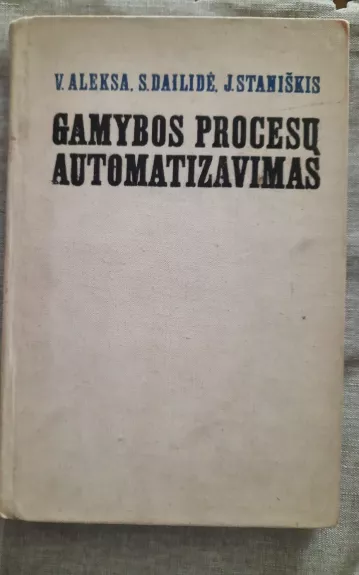 V. ALEKSA, S. DAILIDĖ, J. STANIŠKIS
GAMYBOS PROCESŲ
AUTOMATIZAVIMAS